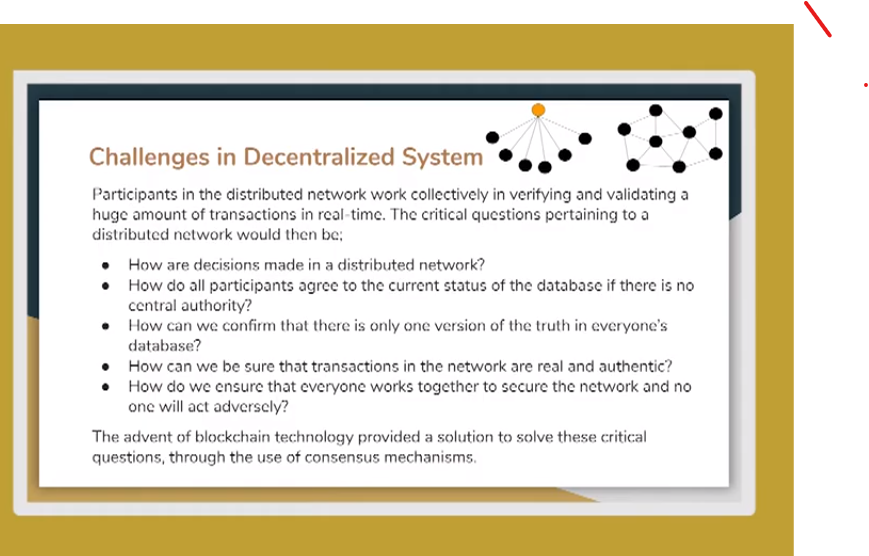 Challenges in Decentralized System
Participants in the distributed network work collectively in verifying and validating a
huge amount of transactions in real-time. The critical questions pertaining to a
distributed network would then be;
● How are decisions made in a distributed network?
● How do all participants agree to the current status of the database if there is no
central authority?
● How can we confirm that there is only one version of the truth in everyone's
database?
● How can we be sure that transactions in the network are real and authentic?
● How do we ensure that everyone works together to secure the network and no
one will act adversely?
The advent of blockchain technology provided a solution to solve these critical
questions, through the use of consensus mechanisms.